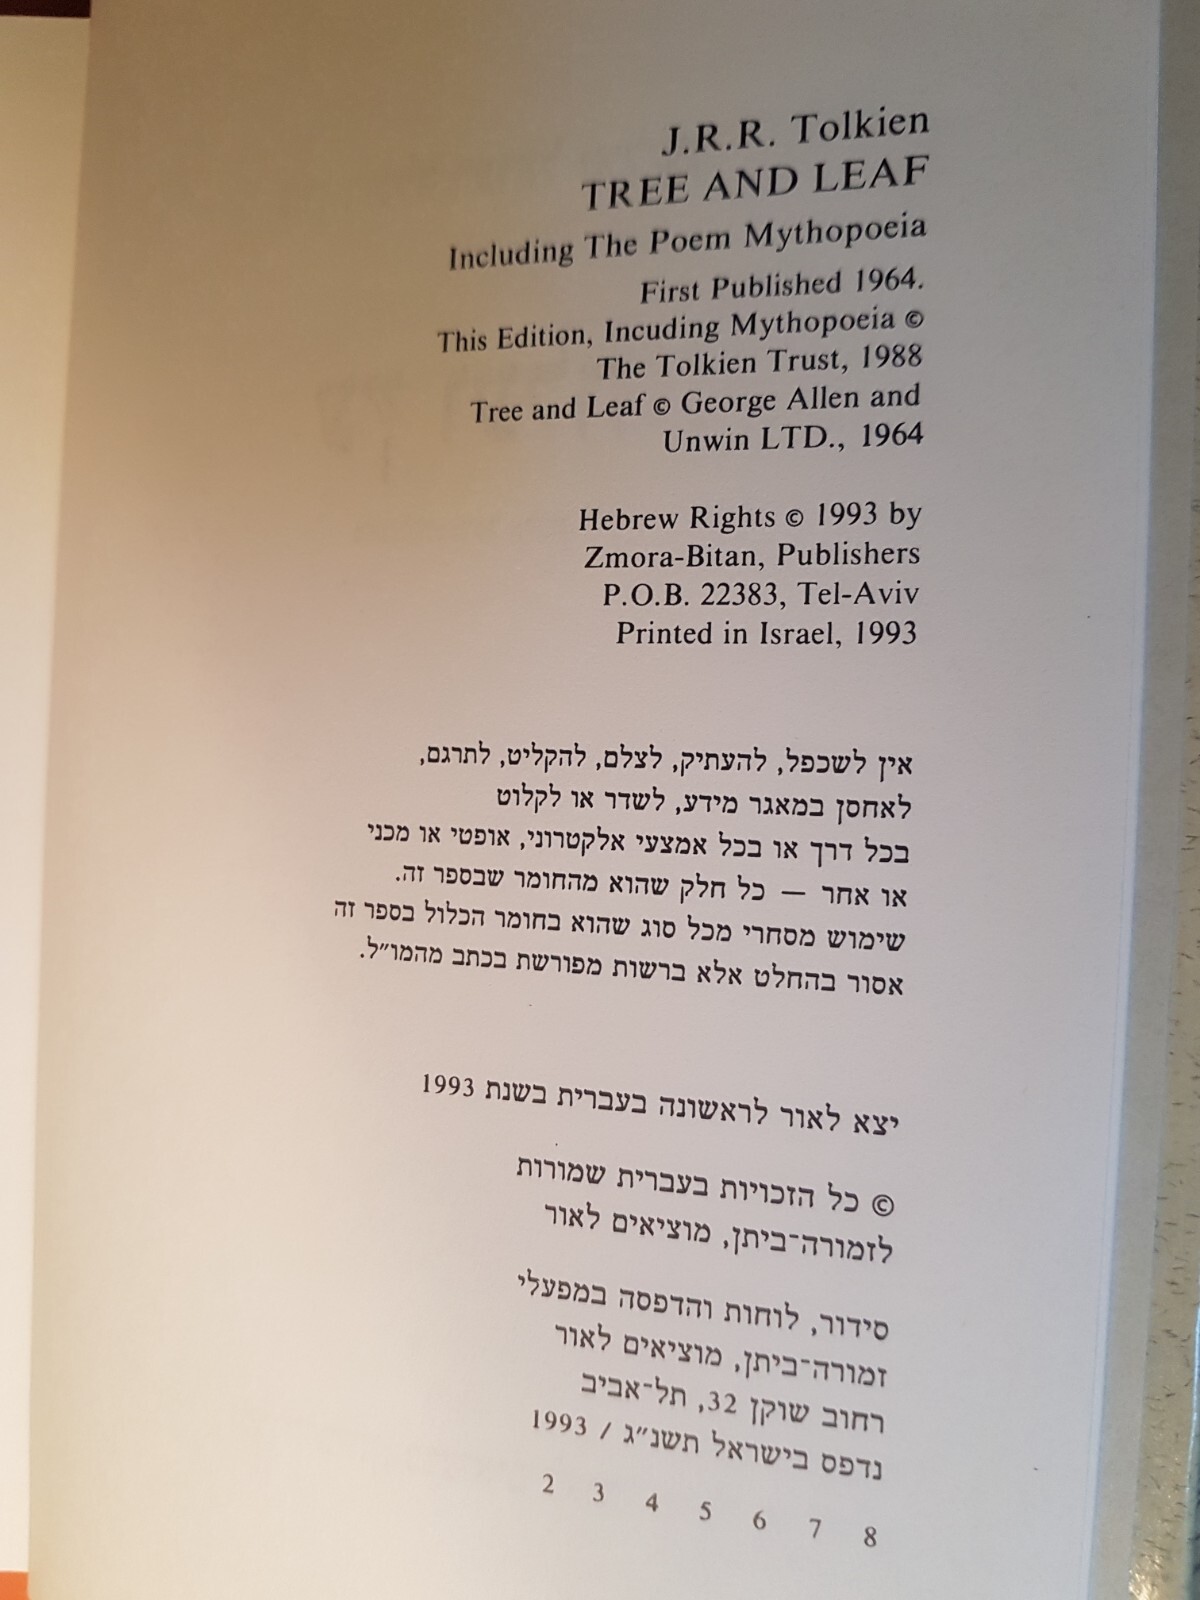 J.R.R. Tolkien
TREE AND LEAF
Including The Poem Mythopoeia
First Published 1964.
This Edition, Incuding Mythopoeia ©
The Tolkien Trust, 1988
Tree and Leaf © George Allen and
Unwin LTD., 1964
Hebrew Rights © 1993 by
Zmora-Bitan, Publishers
P.O.B. 22383, Tel-Aviv
Printed in Israel, 1993
אין לשכפל, להעתיק, לצלם, להקליט, לתרגם,
לאחסן במאגר מידע, לשדר או לקלוט
בכל דרך או בכל אמצעי אלקטרוני, אופטי או מכני
או אחר — כל חלק שהוא מהחומר שבספר זה.
שימוש מסחרי מכל סוג שהוא בחומר הכלול בספר זה
אסור בהחלט אלא ברשות מפורשת בכתב מהמו״ל.
יצא לאור לראשונה בעברית בשנת 1993
© כל הזכויות בעברית שמורות
לזמורה־ביתן, מוציאים לאור
סידור, לוחות והדפסה במפעלי
זמורה־ביתן, מוציאים לאור
רחוב שוקן 32, תל־אביב
נדפס בישראל תשנ״ג / 1993
2 3 4 5 6 7 8